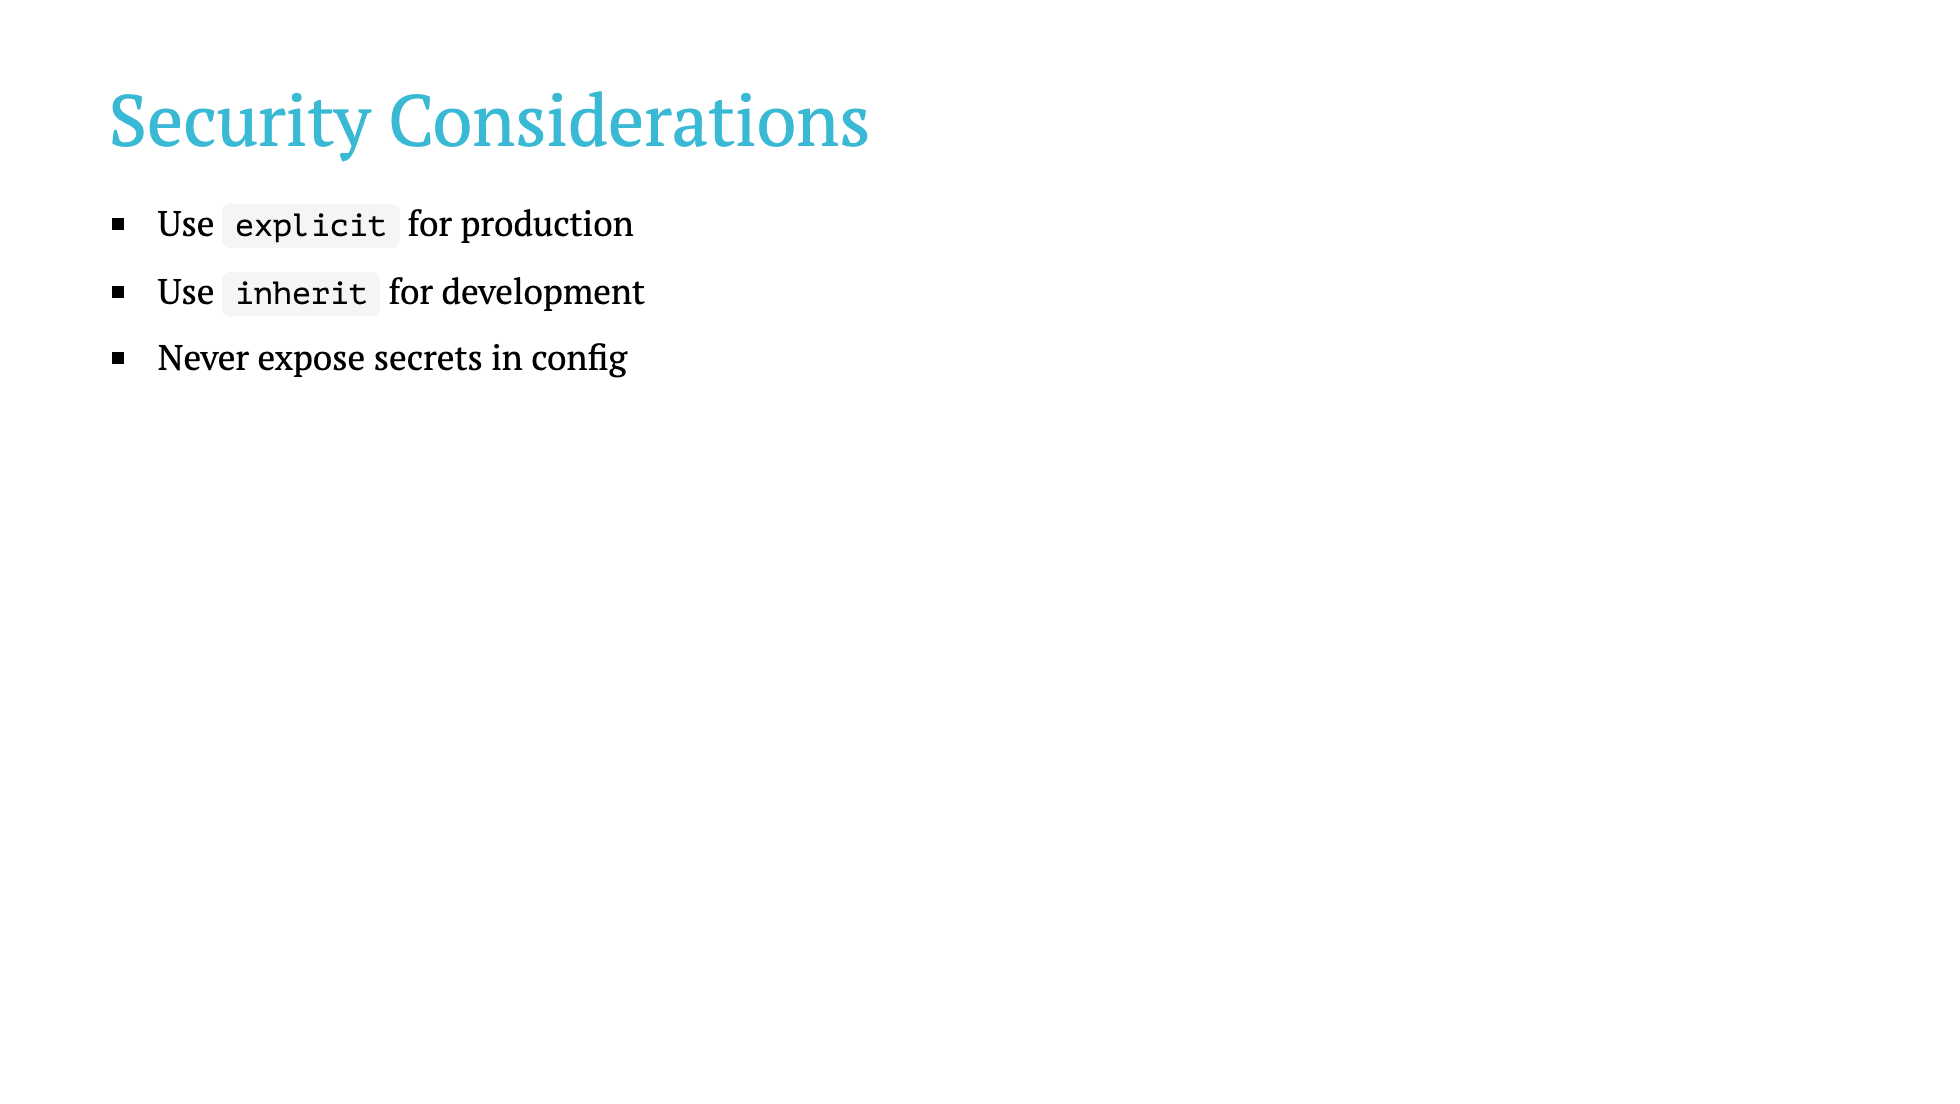 Security Considerations
Use explicit for production
Use inherit for development
Never expose secrets in config